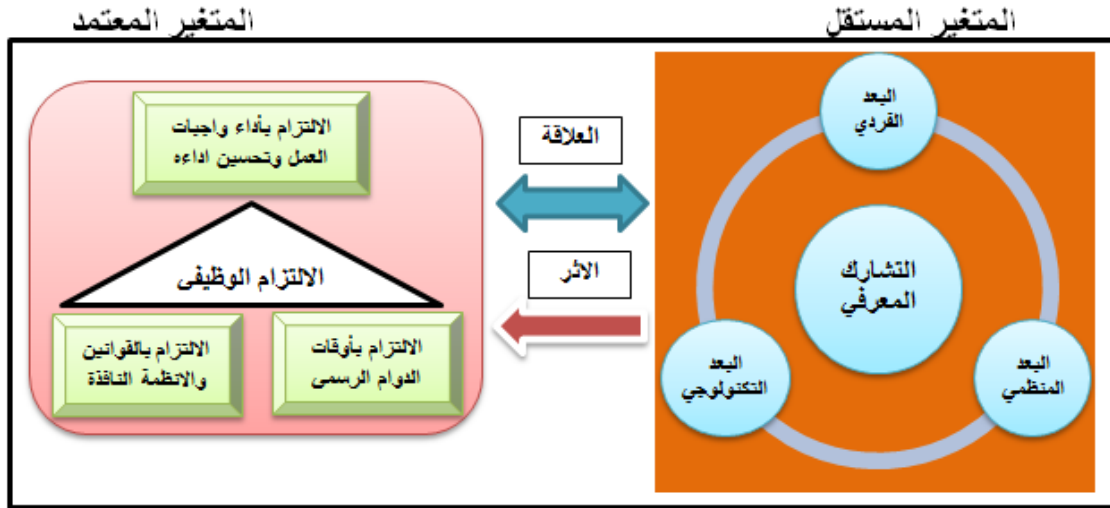 المتغير المستقل
المتغير المعتمد
البعد
الفردي
التشارك
المعرفي
البعد
المنظمي
البعد
التكنولوجي
العلاقة
الاثر
الالتزام بأداء واجبات
العمل وتحسين اداءه
الالتزام الوظيفي
الالتزام بأوقات
الدوام الرسمي
الالتزام بالقوانين
والانظمة النافذة